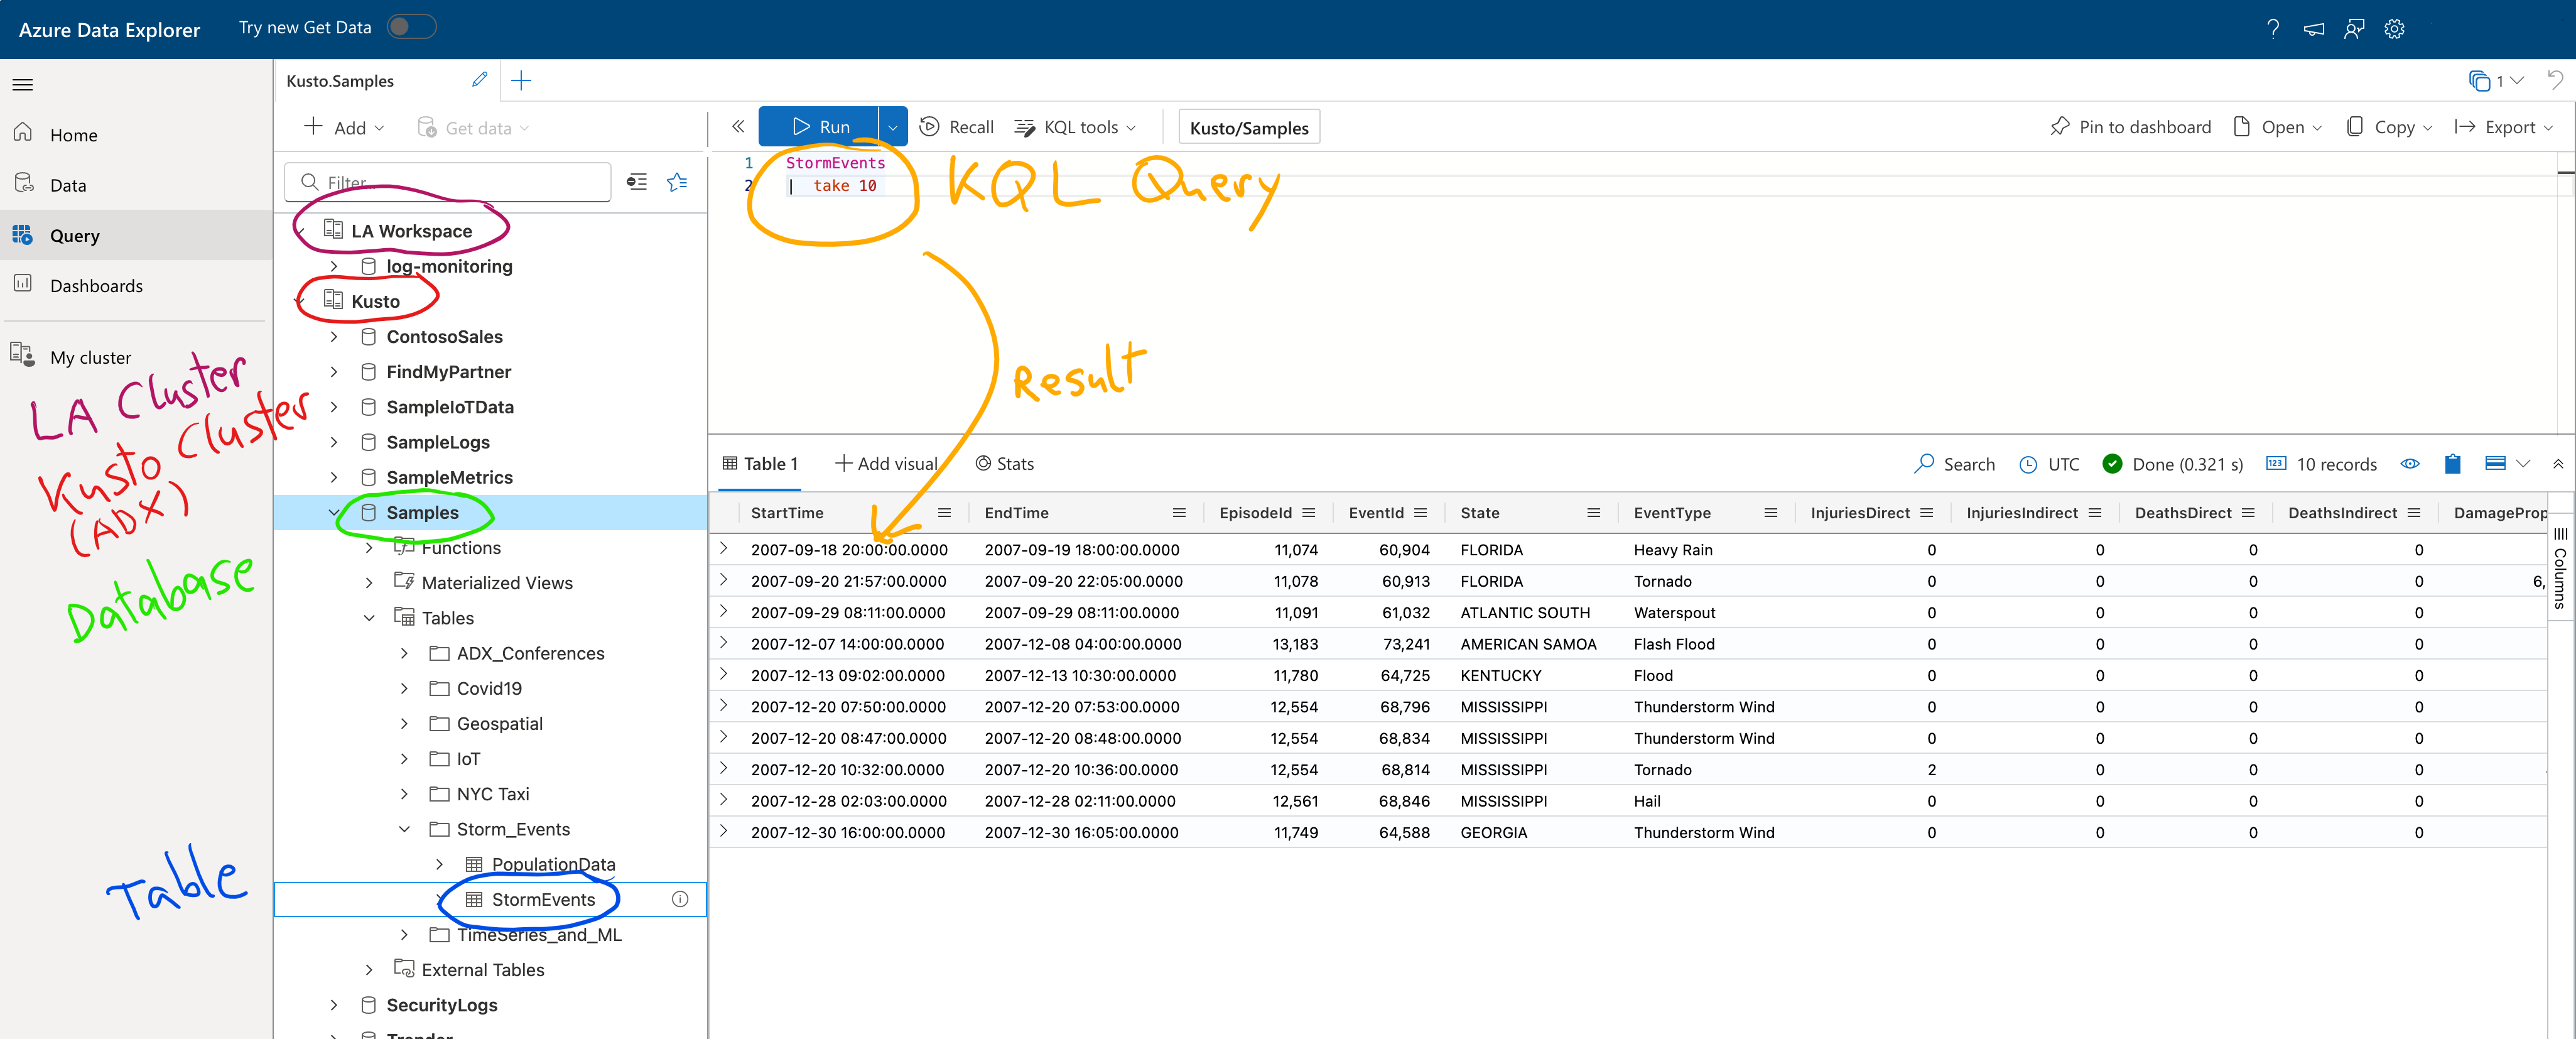 Azure Data Explorer Try new Get Data
Kusto.Samples 1
Home
Data
Query
Dashboards
My cluster
LA Cluster
Kusto Cluster
(ADX)
Database
Table
Add Get data
Filter...
LA Workspace
log-monitoring
Kusto
ContosoSales
FindMyPartner
SampleIoTData
SampleLogs
SampleMetrics
Samples
Functions
Materialized Views
Tables
ADX_Conferences
Covid19
Geospatial
IoT
NYC Taxi
Storm_Events
PopulationData
StormEvents
TimeSeries_and_ML
External Tables
SecurityLogs
Run Recall KQL tools Kusto/Samples Pin to dashboard Open Copy Export
1 StormEvents
2 | take 10
KQL Query
Result
Table 1 Add visual Stats Search UTC Done (0.321 s) 123 10 records
StartTime EndTime EpisodeId EventId State EventType InjuriesDirect InjuriesIndirect DeathsDirect DeathsIndirect DamageProp
2007-09-18 20:00:00.0000 2007-09-19 18:00:00.0000 11,074 60,904 FLORIDA Heavy Rain 0 0 0 0
2007-09-20 21:57:00.0000 2007-09-20 22:05:00.0000 11,078 60,913 FLORIDA Tornado 0 0 0 0 6,
2007-09-29 08:11:00.0000 2007-09-29 08:11:00.0000 11,091 61,032 ATLANTIC SOUTH Waterspout 0 0 0 0
2007-12-07 14:00:00.0000 2007-12-08 04:00:00.0000 13,183 73,241 AMERICAN SAMOA Flash Flood 0 0 0 0
2007-12-13 09:02:00.0000 2007-12-13 10:30:00.0000 11,780 64,725 KENTUCKY Flood 0 0 0 0
2007-12-20 07:50:00.0000 2007-12-20 07:53:00.0000 12,554 68,796 MISSISSIPPI Thunderstorm Wind 0 0 0 0
2007-12-20 08:47:00.0000 2007-12-20 08:48:00.0000 12,554 68,834 MISSISSIPPI Thunderstorm Wind 0 0 0 0
2007-12-20 10:32:00.0000 2007-12-20 10:36:00.0000 12,554 68,814 MISSISSIPPI Tornado 2 0 0 0
2007-12-28 02:03:00.0000 2007-12-28 02:11:00.0000 12,561 68,846 MISSISSIPPI Hail 0 0 0 0
2007-12-30 16:00:00.0000 2007-12-30 16:05:00.0000 11,749 64,588 GEORGIA Thunderstorm Wind 0 0 0 0
Columns